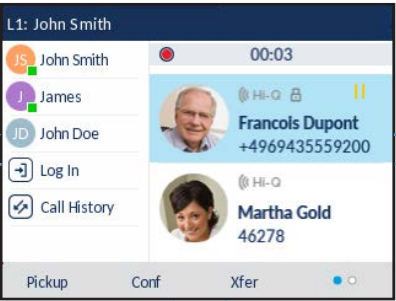 L1: John Smith
JS John Smith
J James
JD John Doe
Log In
Call History
00:03
Hi-Q
Francois Dupont
+4969435559200
Hi-Q
Martha Gold
46278
Pickup Conf Xfer